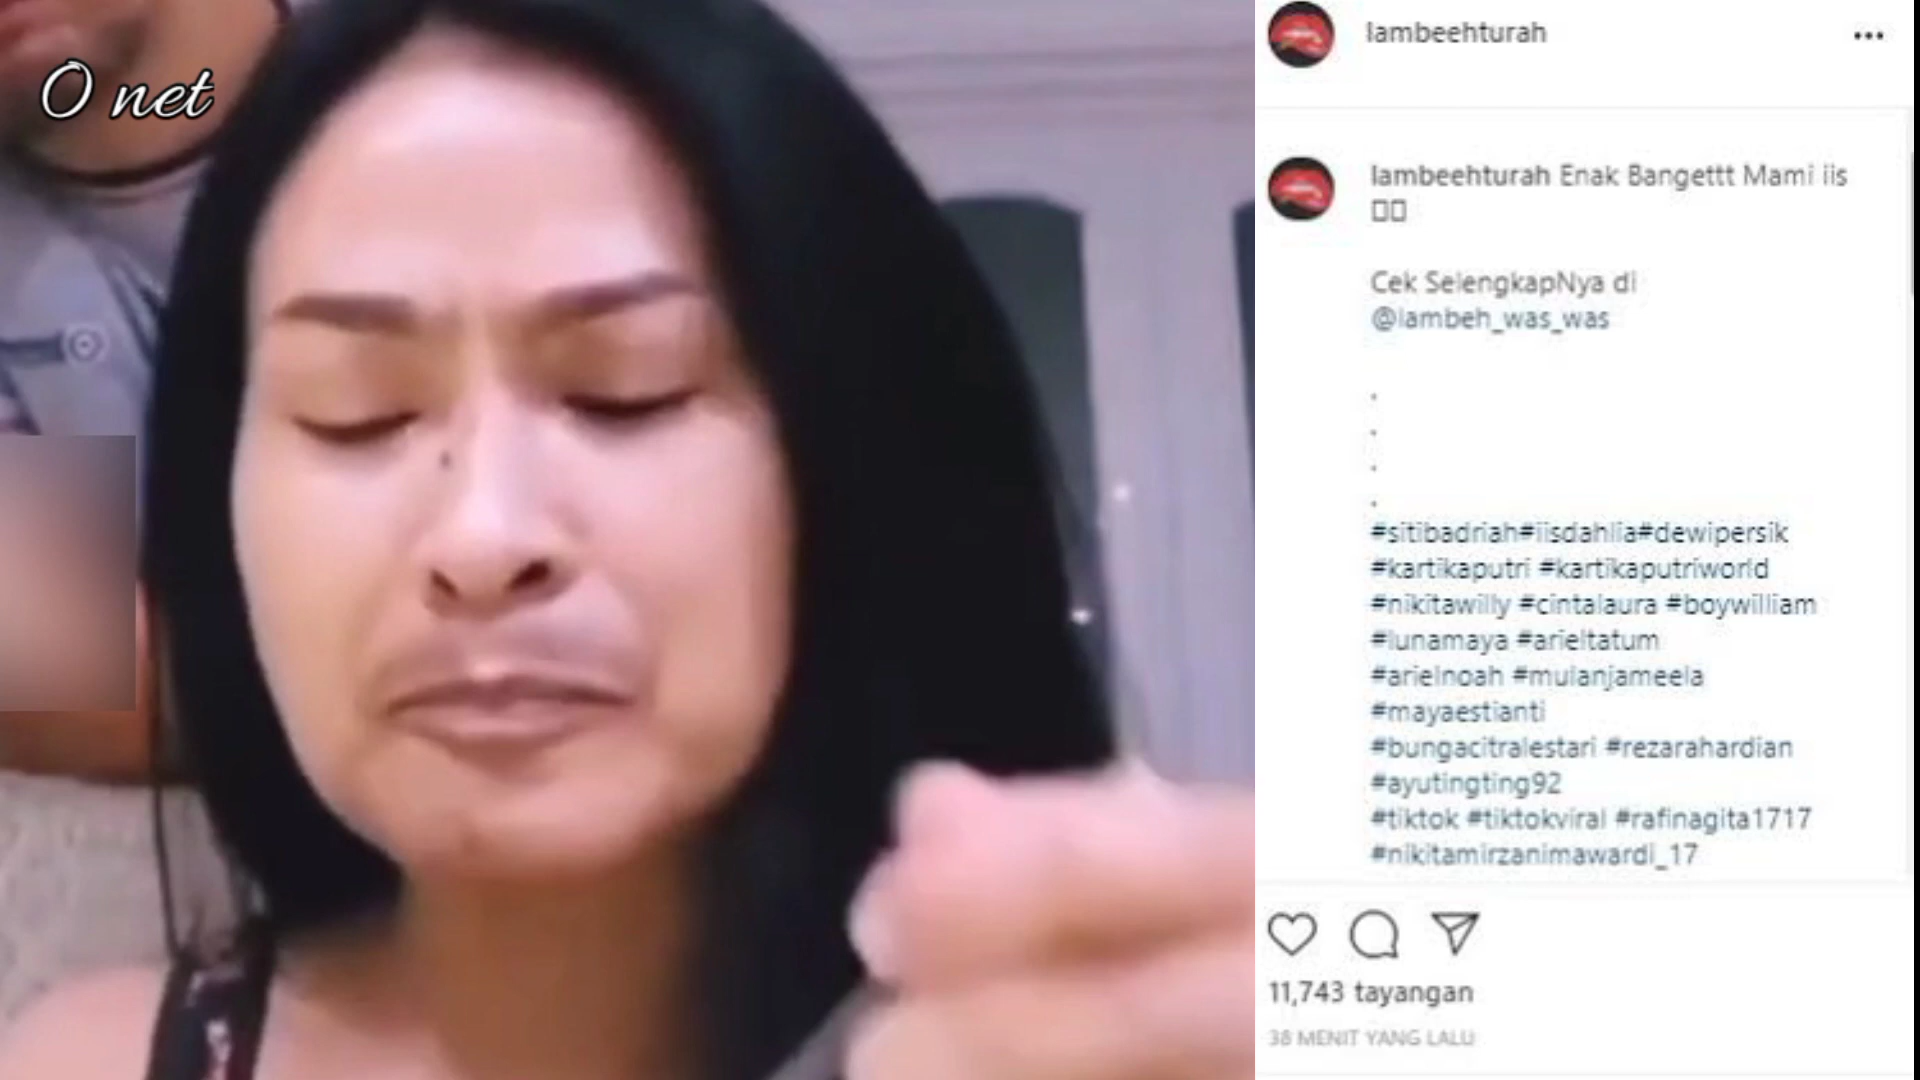 O net
lambeehturah
lambeehturah Enak Bangettt Mami iis
Cek SelengkapNya di
@lambeh_was_was
.
.
.
.
#sitibadriah#iisdahlia#dewipersik
#kartikaputri #kartikaputriworld
#nikitawilly #cintalaura #boywilliam
#lunamaya #arieltatum
#arielnoah #mulanjameela
#mayaestianti
#bungacitralestari #rezarahardian
#ayutingting92
#tiktok #tiktokviral #rafinagita1717
#nikitamirzanimawardi_17
11,743 tayangan
38 MENIT YANG LALU